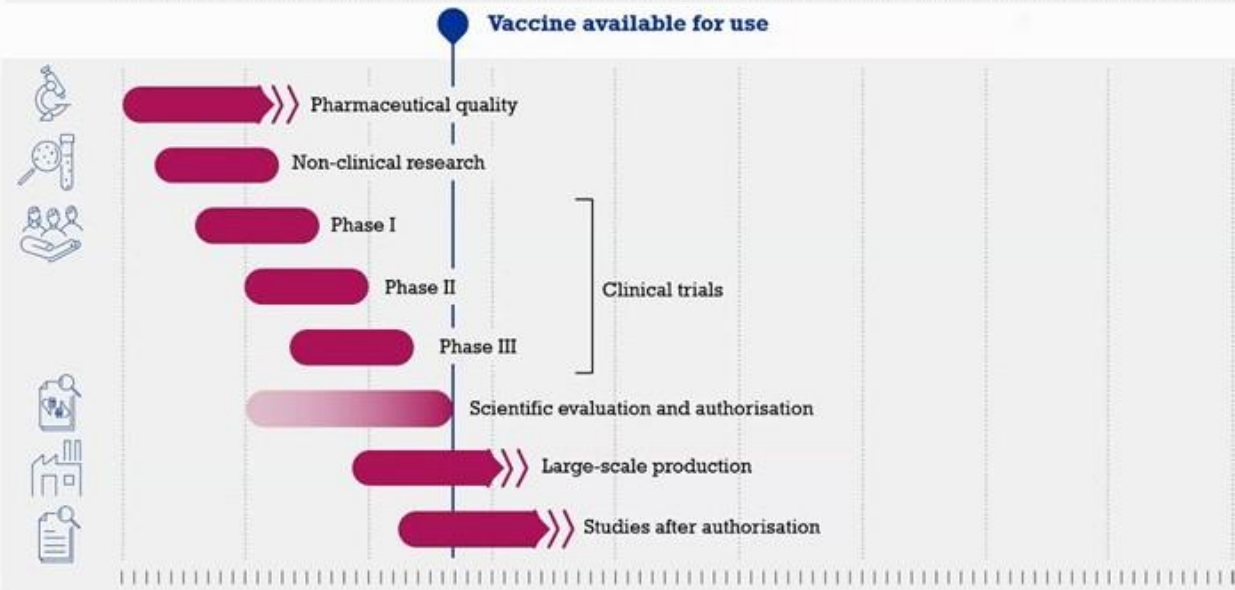 Vaccine available for use
Pharmaceutical quality
Non-clinical research
Phase I
Phase II
Clinical trials
Phase III
Scientific evaluation and authorisation
Large-scale production
Studies after authorisation